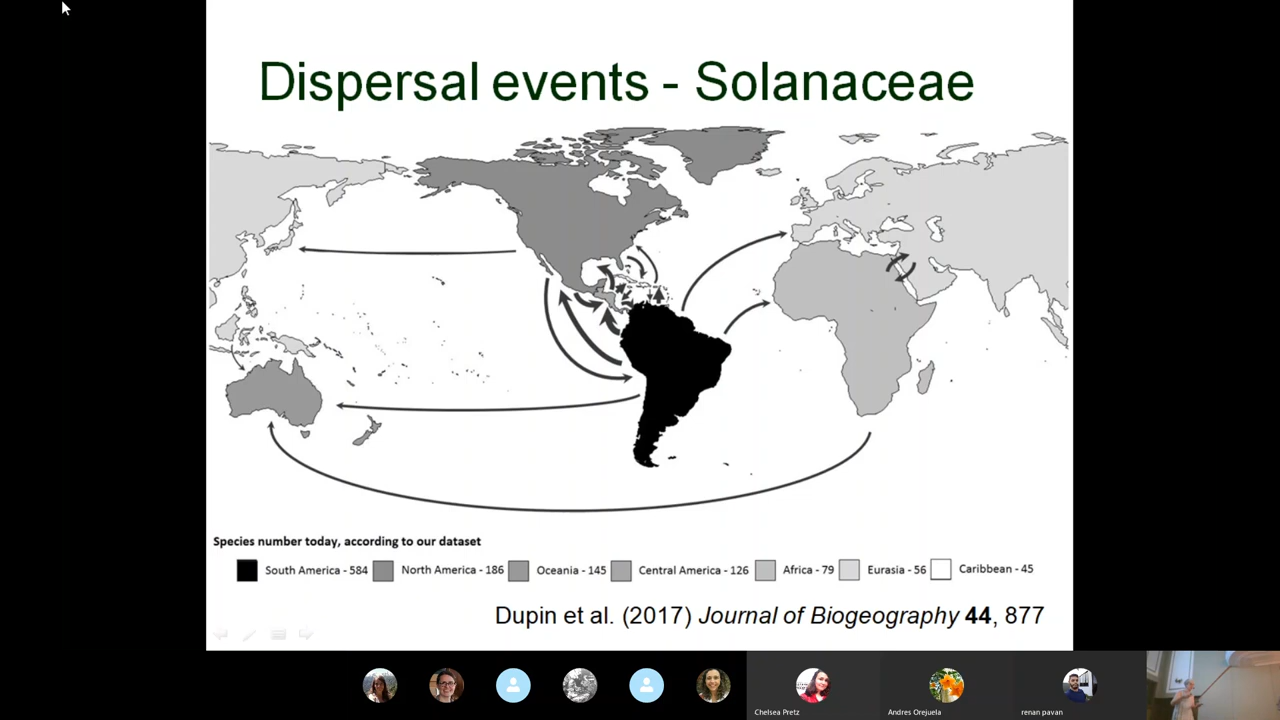 Dispersal events - Solanaceae
Species number today, according to our dataset
South America - 584 North America - 186 Oceania - 145 Central America - 126 Africa - 79 Eurasia - 56 Caribbean - 45
Dupin et al. (2017) Journal of Biogeography 44, 877
Chelsea Pretz Andres Orejuela renan pavan